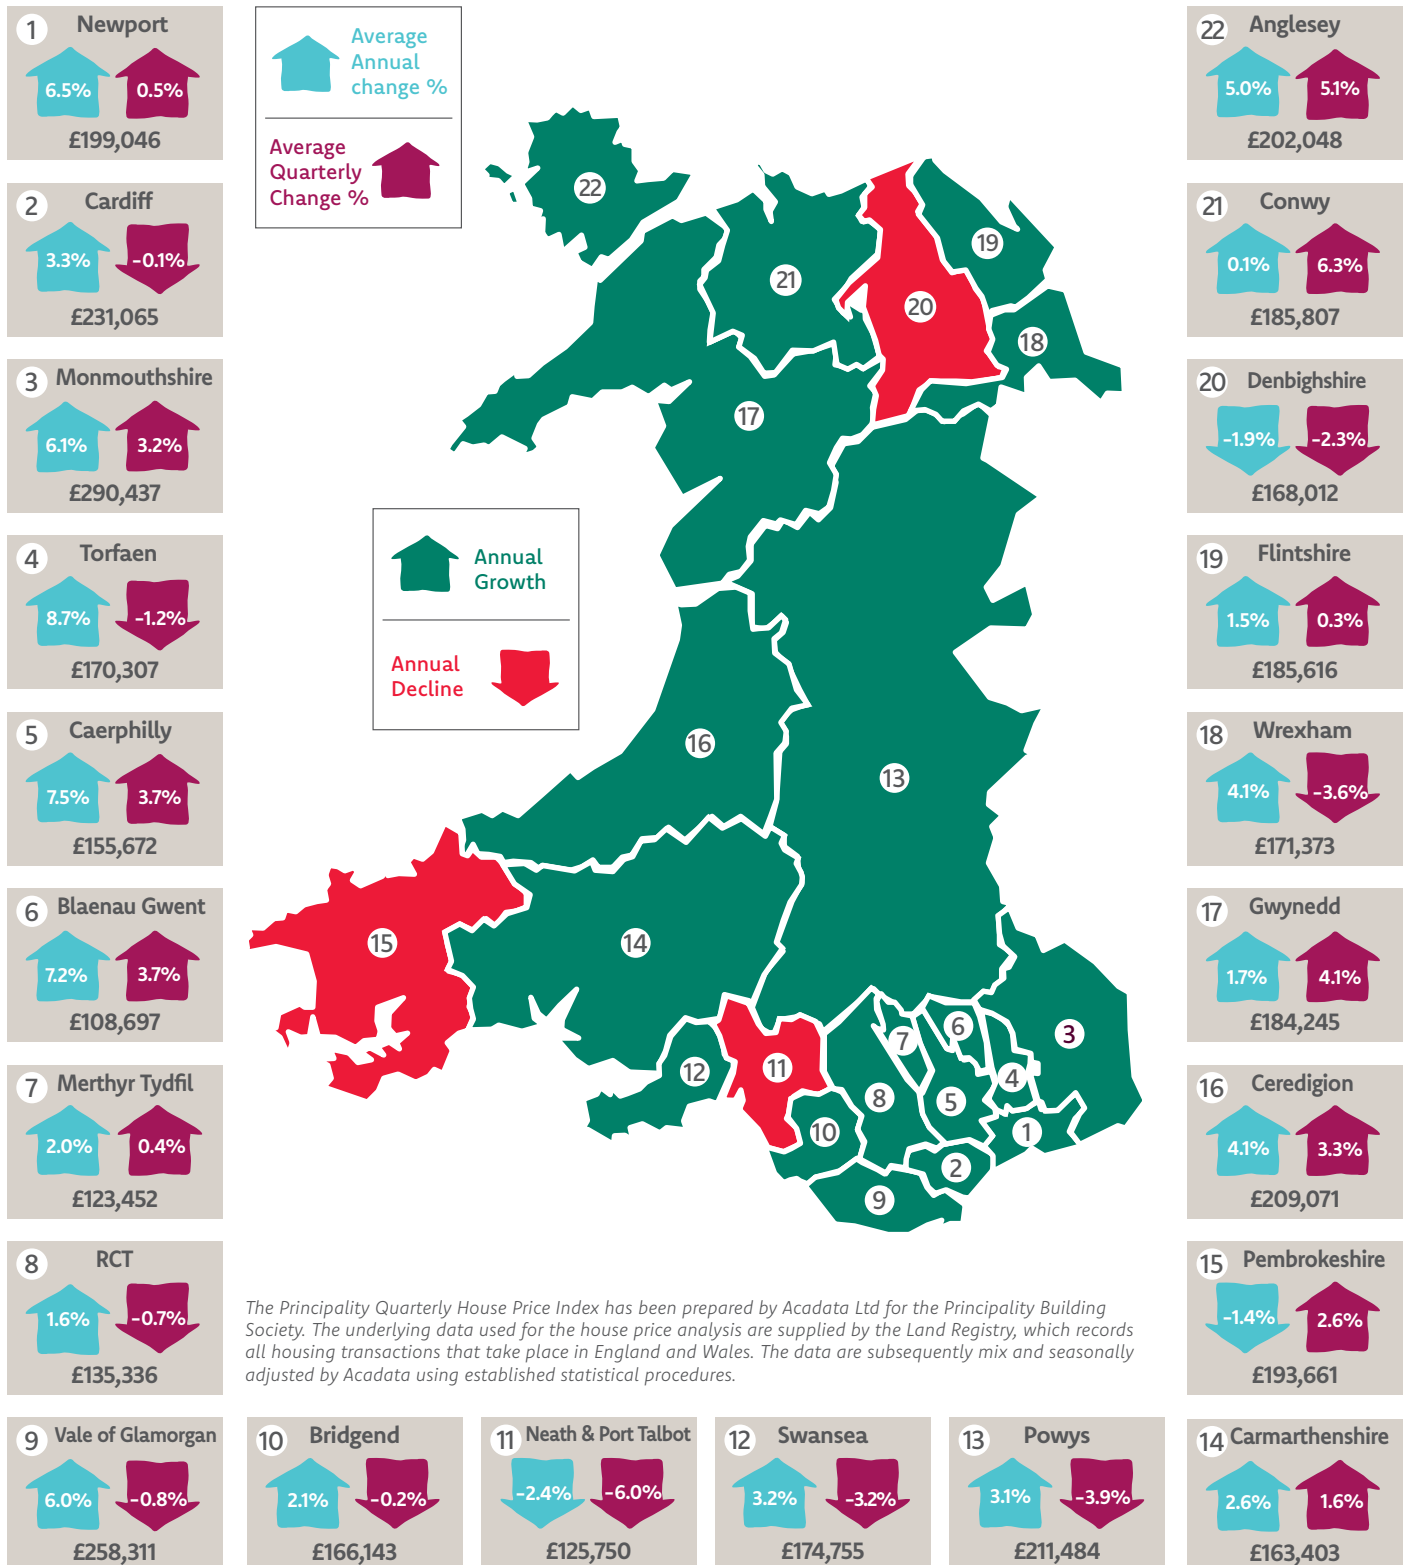 1 Newport
6.5% 0.5%
£199,046
2 Cardiff
3.3% -0.1%
£231,065
3 Monmouthshire
6.1% 3.2%
£290,437
4 Torfaen
8.7% -1.2%
£170,307
5 Caerphilly
7.5% 3.7%
£155,672
6 Blaenau Gwent
7.2% 3.7%
£108,697
7 Merthyr Tydfil
2.0% 0.4%
£123,452
8 RCT
1.6% -0.7%
£135,336
9 Vale of Glamorgan
6.0% -0.8%
£258,311
10 Bridgend
2.1% -0.2%
£166,143
11 Neath & Port Talbot
-2.4% -6.0%
£125,750
12 Swansea
3.2% -3.2%
£174,755
13 Powys
3.1% -3.9%
£211,484
14 Carmarthenshire
2.6% 1.6%
£163,403
15 Pembrokeshire
-1.4% 2.6%
£193,661
16 Ceredigion
4.1% 3.3%
£209,071
17 Gwynedd
1.7% 4.1%
£184,245
18 Wrexham
4.1% -3.6%
£171,373
19 Flintshire
1.5% 0.3%
£185,616
20 Denbighshire
-1.9% -2.3%
£168,012
21 Conwy
0.1% 6.3%
£185,807
22 Anglesey
5.0% 5.1%
£202,048
Average
Annual
change %
Average
Quarterly
Change %
Annual
Growth
Annual
Decline
22
19
21
20
18
17
16
13
15
14
3
6
7
11
12
4
8
5
10
1
2
9
The Principality Quarterly House Price Index has been prepared by Acadata Ltd for the Principality Building
Society. The underlying data used for the house price analysis are supplied by the Land Registry, which records
all housing transactions that take place in England and Wales. The data are subsequently mix and seasonally
adjusted by Acadata using established statistical procedures.